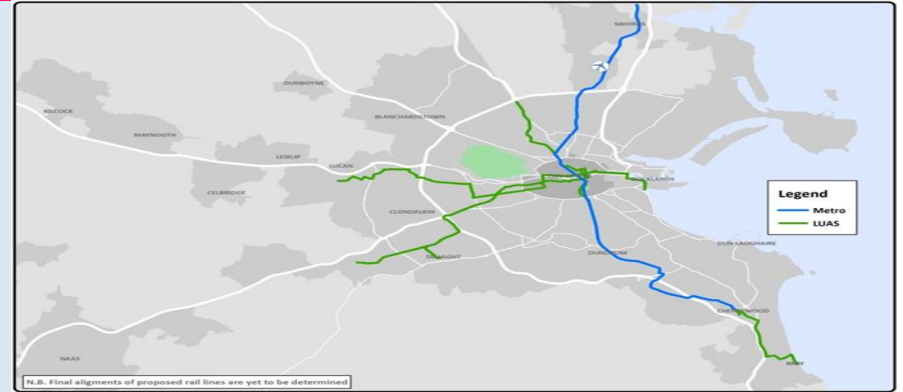 SWORDS
DUNBOYNE
KILCOCK
BLANCHARDSTOWN
MAYNOOTH
LEIXLIP
LUCAN
DOCKLANDS
CELBRIDGE
Legend
Metro
LUAS
CLONDALKIN
DUN LAOGHAIRE
DUNDRUM
TALLAGHT
CHERRYWOOD
NAAS
BRAY
N.B. Final aligments of proposed rail lines are yet to be determined